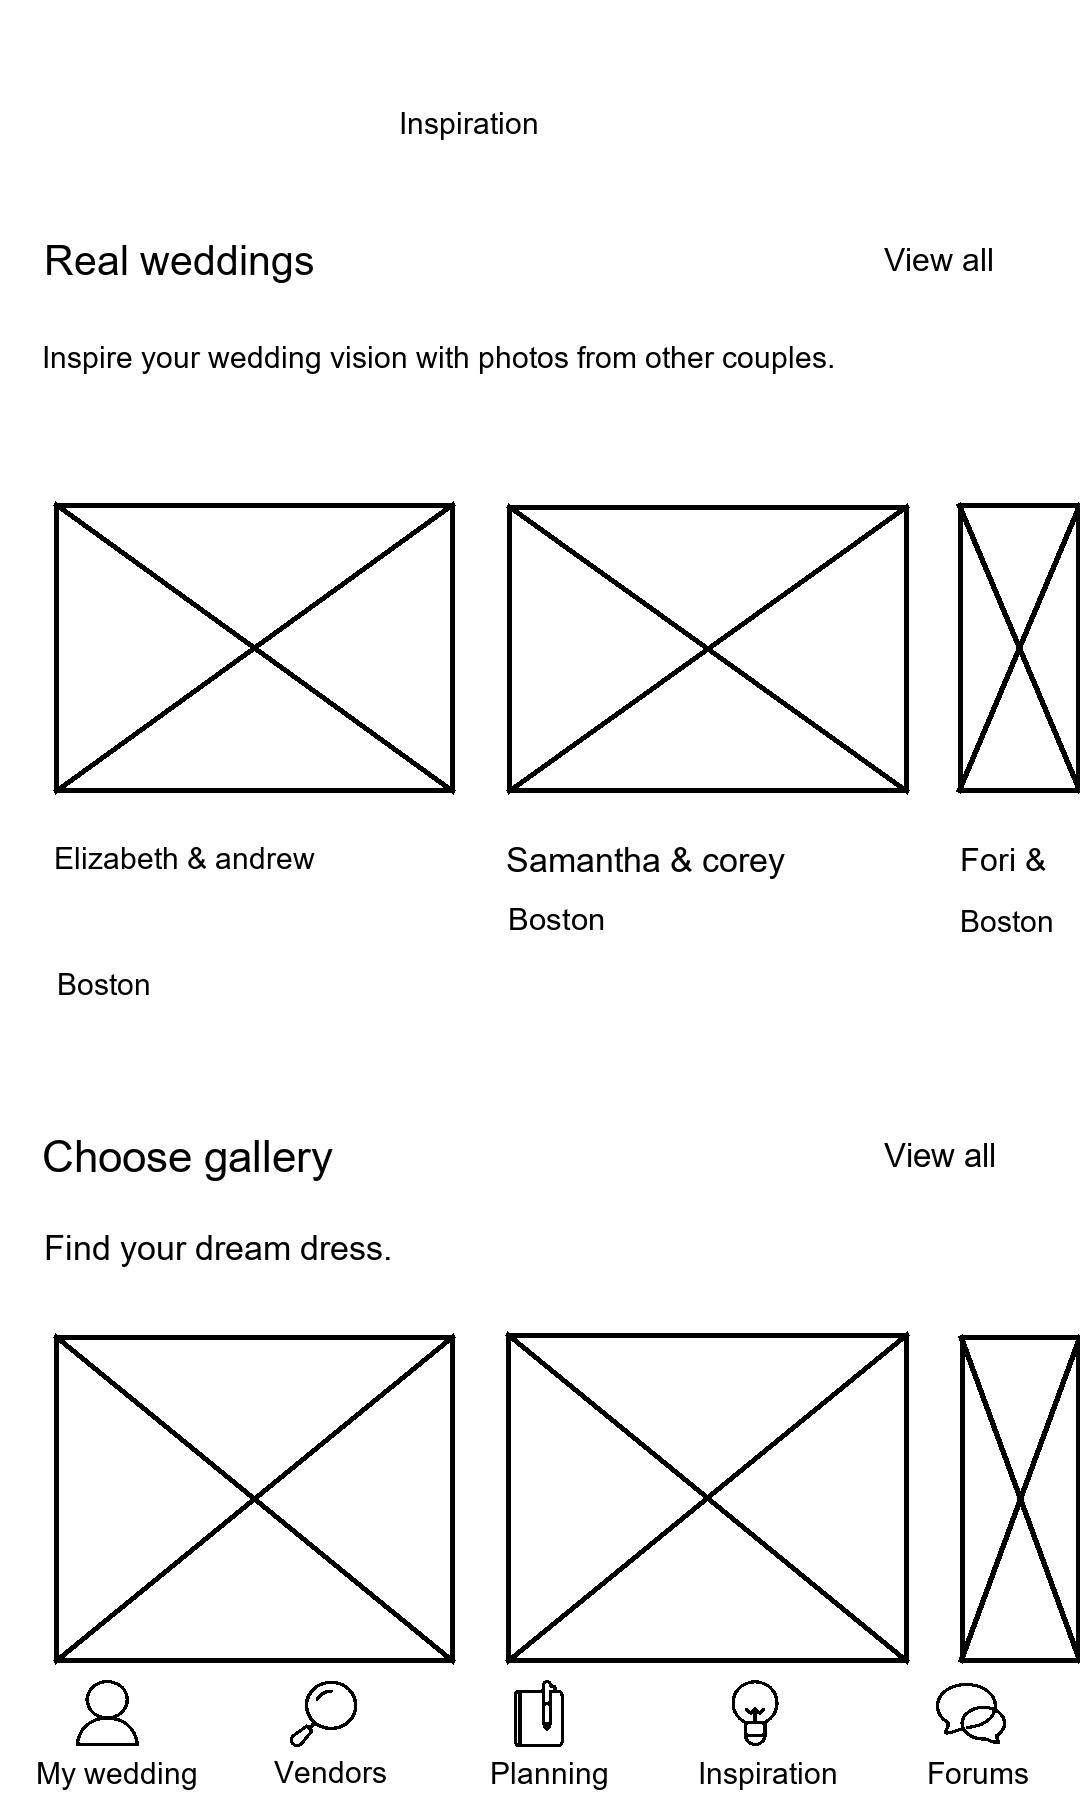 Inspiration
Real weddings
View all
Inspire your wedding vision with photos from other couples.
Elizabeth & andrew
Boston
Samantha & corey
Boston
Fori &
Boston
Choose gallery
View all
Find your dream dress.
My wedding
Vendors
Planning
Inspiration
Forums